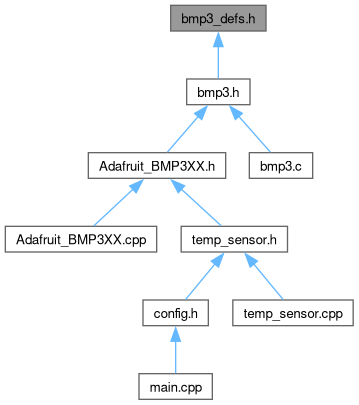 bmp3_defs.h
bmp3.h
Adafruit_BMP3XX.h
bmp3.c
Adafruit_BMP3XX.cpp
temp_sensor.h
config.h
temp_sensor.cpp
main.cpp